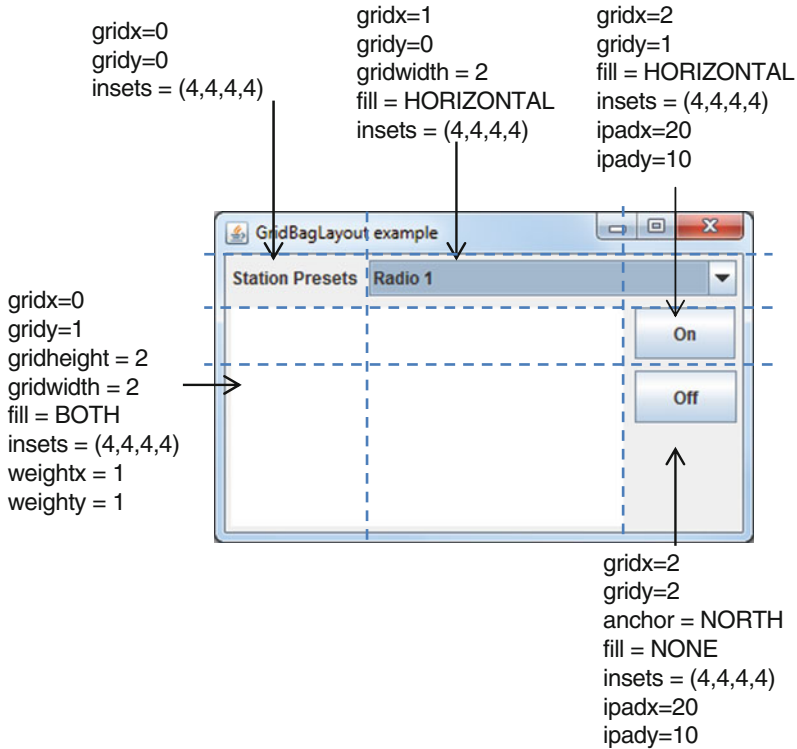 gridx=0
gridy=0
insets = (4,4,4,4)
gridx=1
gridy=0
gridwidth = 2
fill = HORIZONTAL
insets = (4,4,4,4)
gridx=2
gridy=1
fill = HORIZONTAL
insets = (4,4,4,4)
ipadx=20
ipady=10
GridBagLayout example
Station Presets
Radio 1
On
Off
gridx=0
gridy=1
gridheight = 2
gridwidth = 2
fill = BOTH
insets = (4,4,4,4)
weightx = 1
weighty = 1
gridx=2
gridy=2
anchor = NORTH
fill = NONE
insets = (4,4,4,4)
ipadx=20
ipady=10